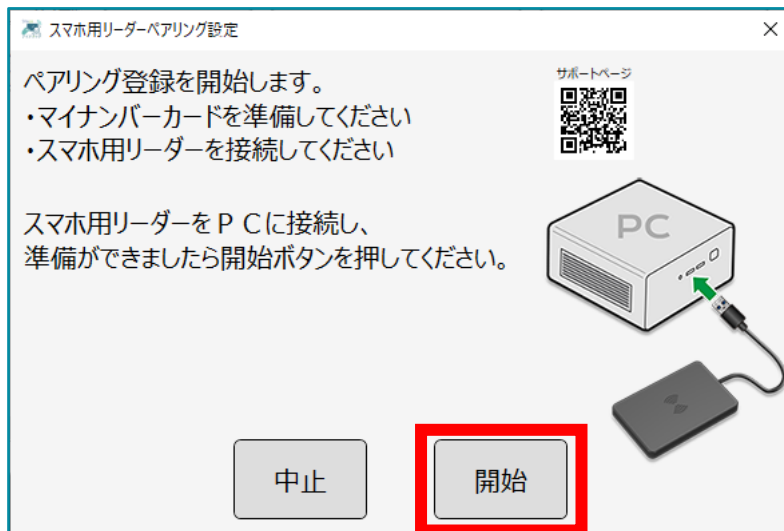 スマホ用リーダーペアリング設定
サポートページ
ペアリング登録を開始します。
・マイナンバーカードを準備してください
・スマホ用リーダーを接続してください
スマホ用リーダーをＰＣに接続し、
準備ができましたら開始ボタンを押してください。
PC
中止
開始